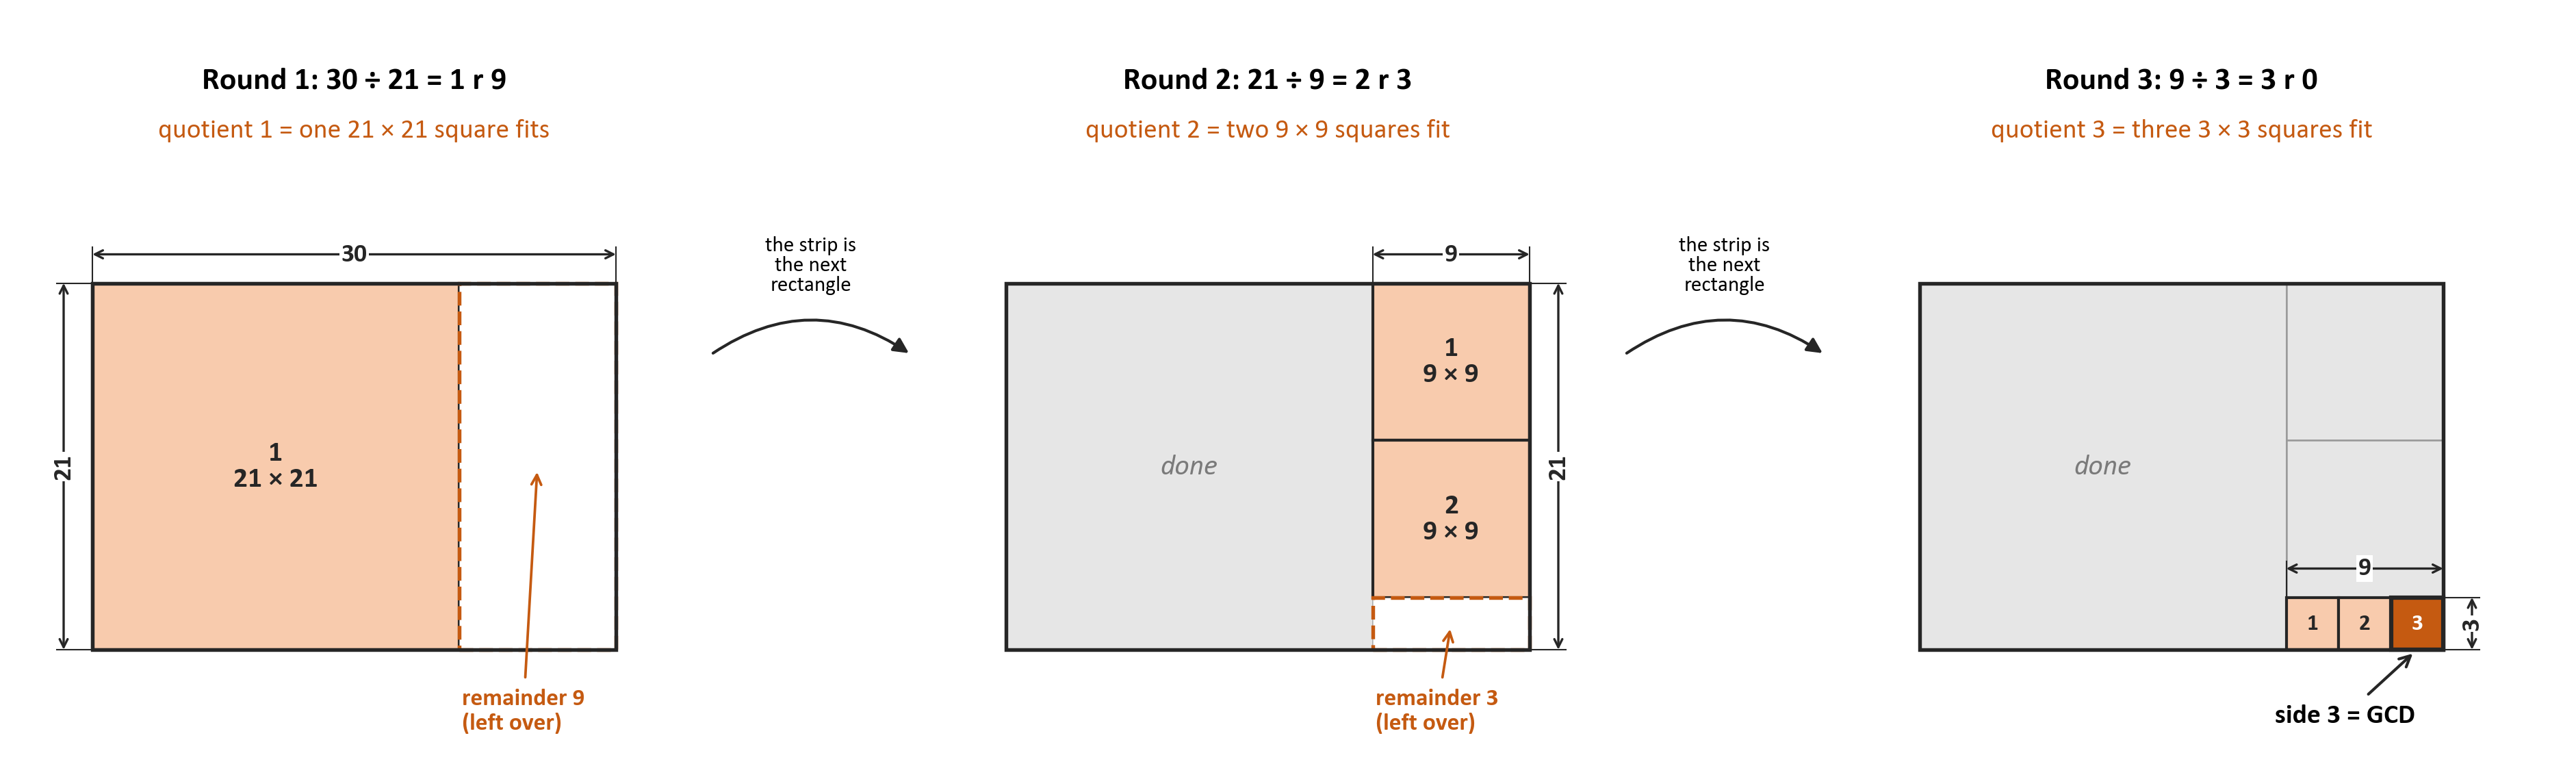 Round 1: 30 ÷ 21 = 1 r 9
quotient 1 = one 21 × 21 square fits
30
21
1
21 × 21
remainder 9
(left over)
the strip is
the next
rectangle
Round 2: 21 ÷ 9 = 2 r 3
quotient 2 = two 9 × 9 squares fit
9
done
1
9 × 9
2
9 × 9
21
remainder 3
(left over)
the strip is
the next
rectangle
Round 3: 9 ÷ 3 = 3 r 0
quotient 3 = three 3 × 3 squares fit
done
9
1
2
3
3
side 3 = GCD